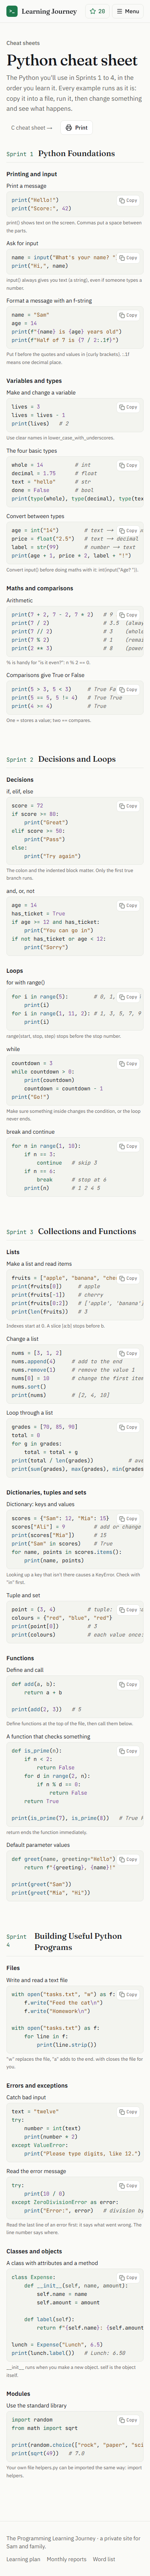 Learning Journey
20
Menu
Cheat sheets
Python cheat sheet
The Python you'll use in Sprints 1 to 4, in
the order you learn it. Every example runs as it is:
copy it into a file, run it, then change something
and see what happens.
C cheat sheet →
Print
Sprint 1 Python Foundations
Printing and input
Print a message
print("Hello!")
Copy
print("Score:", 42)
print() shows text on the screen. Commas put a space between
the parts.
Ask for input
name = input("What's your name? "
Copy
print("Hi,", name)
input() always gives you text (a string), even if someone types a
number.
Format a message with an f-string
name = "Sam"
Copy
age = 14
print(f"{name} is {age} years old")
print(f"Half of 7 is {7 / 2:.1f}")
Put f before the quotes and values in {curly brackets}. :.1f
means one decimal place.
Variables and types
Make and change a variable
lives = 3
Copy
lives = lives - 1
print(lives) # 2
Use clear names in lower_case_with_underscores.
The four basic types
whole = 14 # int
Copy
decimal = 1.75 # float
text = "hello" # str
done = False # bool
print(type(whole), type(decimal), type(tex
Convert between types
age = int("14") # text →
Copy
price = float("2.5") # text → decimal
label = str(99) # number → text
print(age + 1, price * 2, label + "!")
Convert input() before doing maths with it: int(input("Age? ")).
Maths and comparisons
Arithmetic
print(7 + 2, 7 - 2, 7 * 2) # 9
Copy
print(7 / 2) # 3.5 (alway
print(7 // 2) # 3 (whole
print(7 % 2) # 1 (remai
print(2 ** 3) # 8 (power
% is handy for "is it even?": n % 2 == 0.
Comparisons give True or False
print(5 > 3, 5 < 3) # True Fa
Copy
print(5 == 5, 5 != 4) # True True
print(4 >= 4) # True
One = stores a value; two == compares.
Sprint 2 Decisions and Loops
Decisions
if, elif, else
score = 72
Copy
if score >= 80:
print("Great")
elif score >= 50:
print("Pass")
else:
print("Try again")
The colon and the indented block matter. Only the first true
branch runs.
and, or, not
age = 14
Copy
has_ticket = True
if age >= 12 and has_ticket:
print("You can go in")
if not has_ticket or age < 12:
print("Sorry")
Loops
for with range()
for i in range(5): # 0, 1,
Copy
print(i)
for i in range(1, 11, 2): # 1, 3, 5, 7, 9
print(i)
range(start, stop, step) stops before the stop number.
while
countdown = 3
Copy
while countdown > 0:
print(countdown)
countdown = countdown - 1
print("Go!")
Make sure something inside changes the condition, or the loop
never ends.
break and continue
for n in range(1, 10):
Copy
if n == 3:
continue # skip 3
if n == 6:
break # stop at 6
print(n) # 1 2 4 5
Sprint 3 Collections and Functions
Lists
Make a list and read items
fruits = ["apple", "banana", "che
Copy
print(fruits[0]) # apple
print(fruits[-1]) # cherry
print(fruits[0:2]) # ['apple', 'banana']
print(len(fruits)) # 3
Indexes start at 0. A slice [a:b] stops before b.
Change a list
nums = [3, 1, 2]
Copy
nums.append(4) # add to the end
nums.remove(1) # remove the value 1
nums[0] = 10 # change the first item
nums.sort()
print(nums) # [2, 4, 10]
Loop through a list
grades = [70, 85, 90]
Copy
total = 0
for g in grades:
total = total + g
print(total / len(grades)) # ave
print(sum(grades), max(grades), min(grades
Dictionaries, tuples and sets
Dictionary: keys and values
scores = {"Sam": 12, "Mia": 15}
Copy
scores["Ali"] = 9 # add or change
print(scores["Mia"]) # 15
print("Sam" in scores) # True
for name, points in scores.items():
print(name, points)
Looking up a key that isn't there causes a KeyError. Check with
"in" first.
Tuple and set
point = (3, 4) # tuple:
Copy
colours = {"red", "blue", "red"}
print(point[0]) # 3
print(colours) # each value once:
Functions
Define and call
def add(a, b):
Copy
return a + b
print(add(2, 3)) # 5
Define functions at the top of the file, then call them below.
A function that checks something
def is_prime(n):
Copy
if n < 2:
return False
for d in range(2, n):
if n % d == 0:
return False
return True
print(is_prime(7), is_prime(8)) # True F
return ends the function immediately.
Default parameter values
def greet(name, greeting="Hello")
Copy
return f"{greeting}, {name}!"
print(greet("Sam"))
print(greet("Mia", "Hi"))
Sprint 4 Building Useful Python
Programs
Files
Write and read a text file
with open("tasks.txt", "w") as f:
Copy
f.write("Feed the cat\n")
f.write("Homework\n")
with open("tasks.txt") as f:
for line in f:
print(line.strip())
"w" replaces the file, "a" adds to the end. with closes the file for
you.
Errors and exceptions
Catch bad input
text = "twelve"
Copy
try:
number = int(text)
print(number + 2)
except ValueError:
print("Please type digits, like 12.")
Read the error message
try:
Copy
print(10 / 0)
except ZeroDivisionError as error:
print("Error:", error) # division by
Read the last line of an error first: it says what went wrong. The
line number says where.
Classes and objects
A class with attributes and a method
class Expense:
Copy
def __init__(self, name, amount):
self.name = name
self.amount = amount
def label(self):
return f"{self.name}: {self.amount
lunch = Expense("Lunch", 6.5)
print(lunch.label()) # Lunch: 6.50
__init__ runs when you make a new object. self is the object
itself.
Modules
Use the standard library
import random
Copy
from math import sqrt
print(random.choice(["rock", "paper", "sci
print(sqrt(49)) # 7.0
Your own file helpers.py can be imported the same way: import
helpers.
The Programming Learning Journey · a private site for
Sam and family.
Learning plan Monthly reports Word list